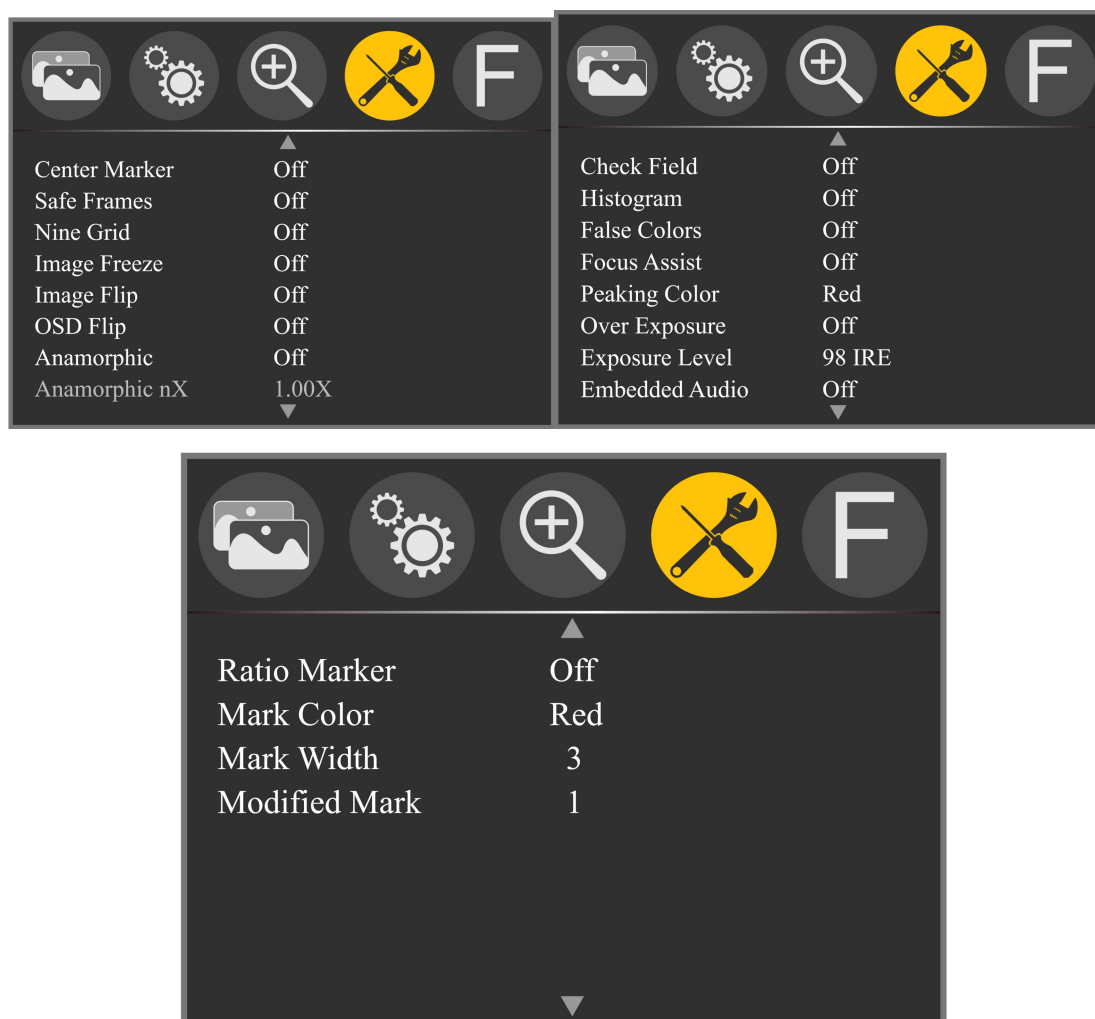 F
Center Marker Off
Safe Frames Off
Nine Grid Off
Image Freeze Off
Image Flip Off
OSD Flip Off
Anamorphic Off
Anamorphic nX 1.00X
F
Check Field Off
Histogram Off
False Colors Off
Focus Assist Off
Peaking Color Red
Over Exposure Off
Exposure Level 98 IRE
Embedded Audio Off
F
Ratio Marker Off
Mark Color Red
Mark Width 3
Modified Mark 1